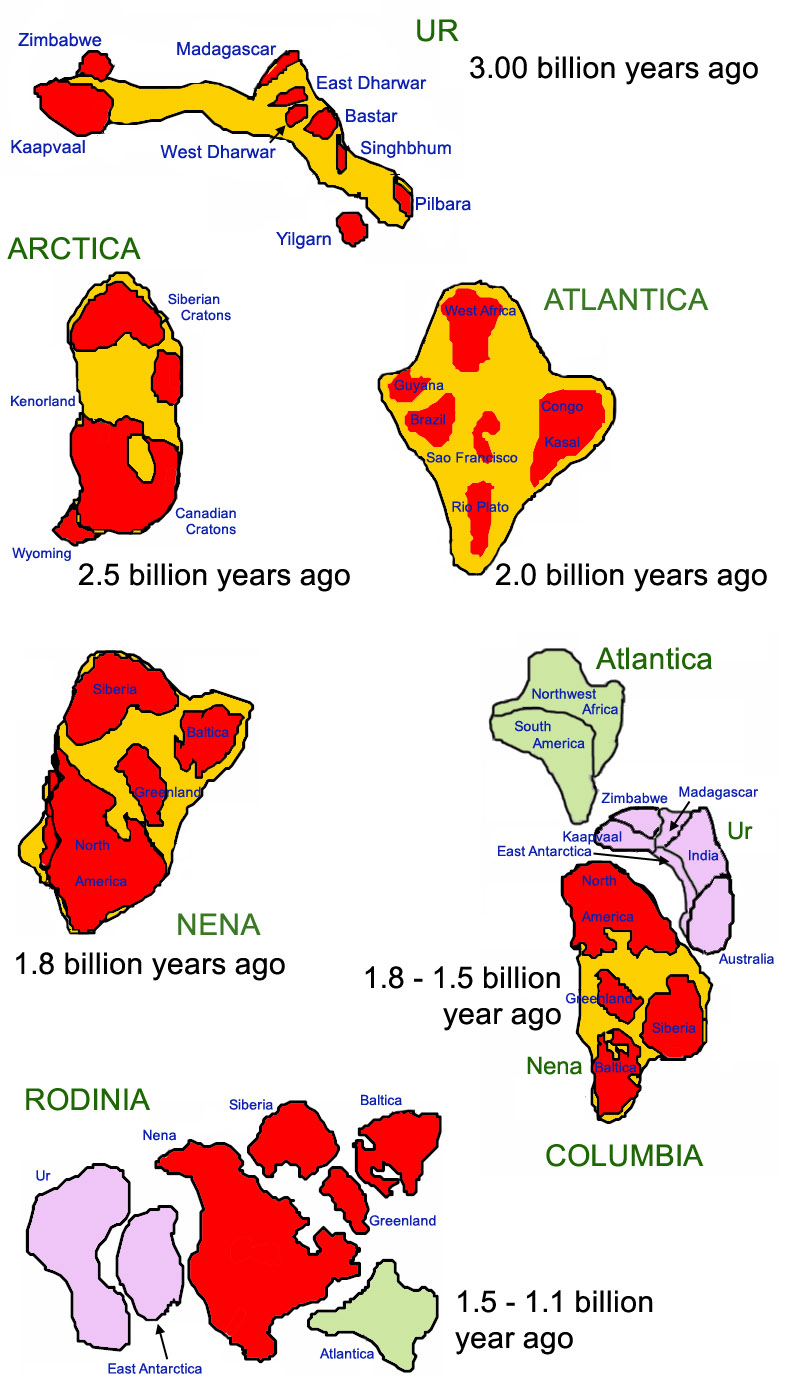 UR
3.00 billion years ago
Zimbabwe
Madagascar
East Dharwar
Bastar
Kaapvaal
West Dharwar
Singhbhum
Pilbara
Yilgarn
ARCTICA
Siberian
Cratons
Kenorland
Canadian
Cratons
Wyoming
2.5 billion years ago
ATLANTICA
West Africa
Guyana
Brazil
Congo
Kasai
Sao Francisco
Rio Plato
2.0 billion years ago
Siberia
Baltica
Greenland
North
America
NENA
1.8 billion years ago
Atlantica
Northwest
Africa
South
America
Zimbabwe
Madagascar
Kaapvaal
Ur
East Antarctica
India
North
America
Australia
1.8 - 1.5 billion
year ago
Greenland
Siberia
Nena
Baltica
COLUMBIA
RODINIA
Siberia
Baltica
Nena
Ur
Greenland
1.5 - 1.1 billion
year ago
Atlantica
East Antarctica